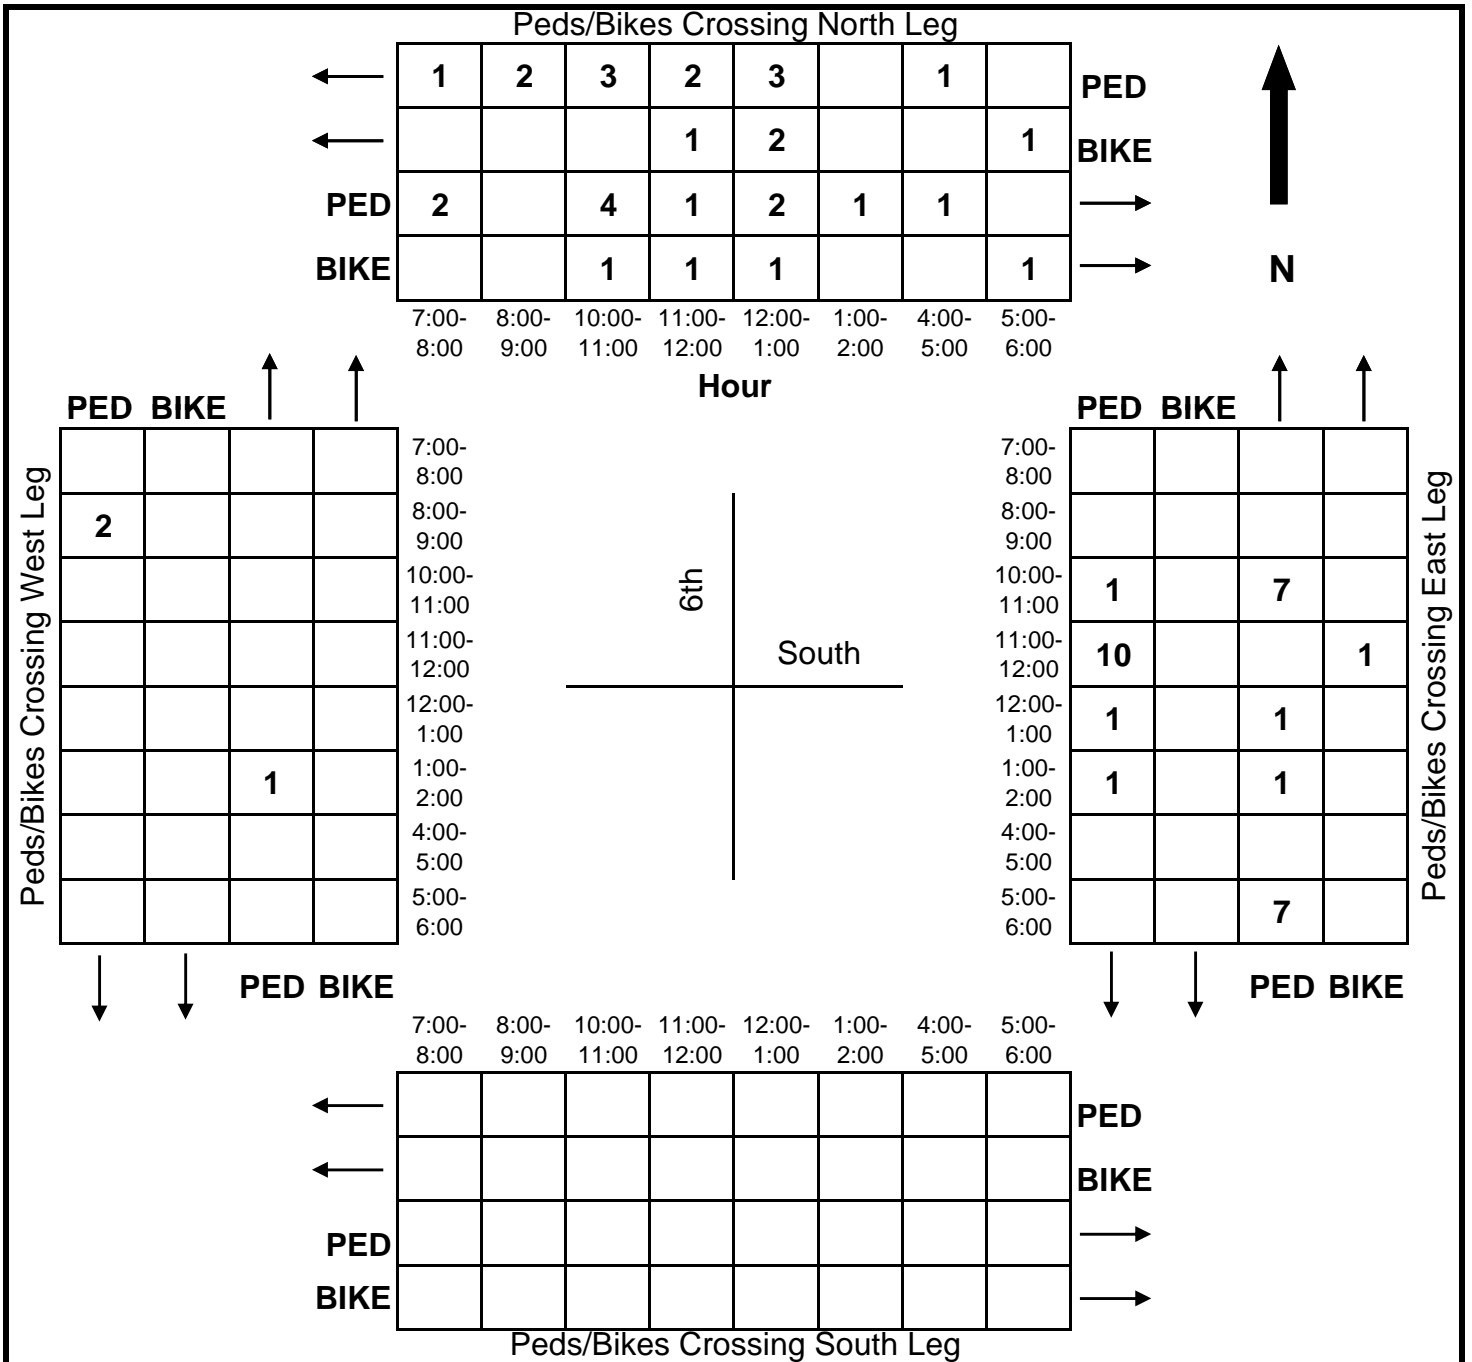 Peds/Bikes Crossing North Leg
1 2 3 2 3 1 PED
1 2 1 BIKE
PED 2 4 1 2 1 1
BIKE 1 1 1 1 N
7:00- 8:00- 10:00- 11:00- 12:00- 1:00- 4:00- 5:00-
8:00 9:00 11:00 12:00 1:00 2:00 5:00 6:00
Hour
PED BIKE
7:00-
8:00
2 8:00-
9:00
10:00-
11:00
11:00-
12:00
12:00-
1:00
1 1:00-
2:00
4:00-
5:00
5:00-
6:00
PED BIKE
Peds/Bikes Crossing West Leg
6th
South
PED BIKE
7:00-
8:00
8:00-
9:00
10:00- 1 7
11:00
11:00- 10 1
12:00
12:00- 1 1
1:00
1:00- 1 1
2:00
4:00-
5:00
5:00- 7
6:00
PED BIKE
Peds/Bikes Crossing East Leg
7:00- 8:00- 10:00- 11:00- 12:00- 1:00- 4:00- 5:00-
8:00 9:00 11:00 12:00 1:00 2:00 5:00 6:00
PED
BIKE
PED
BIKE
Peds/Bikes Crossing South Leg